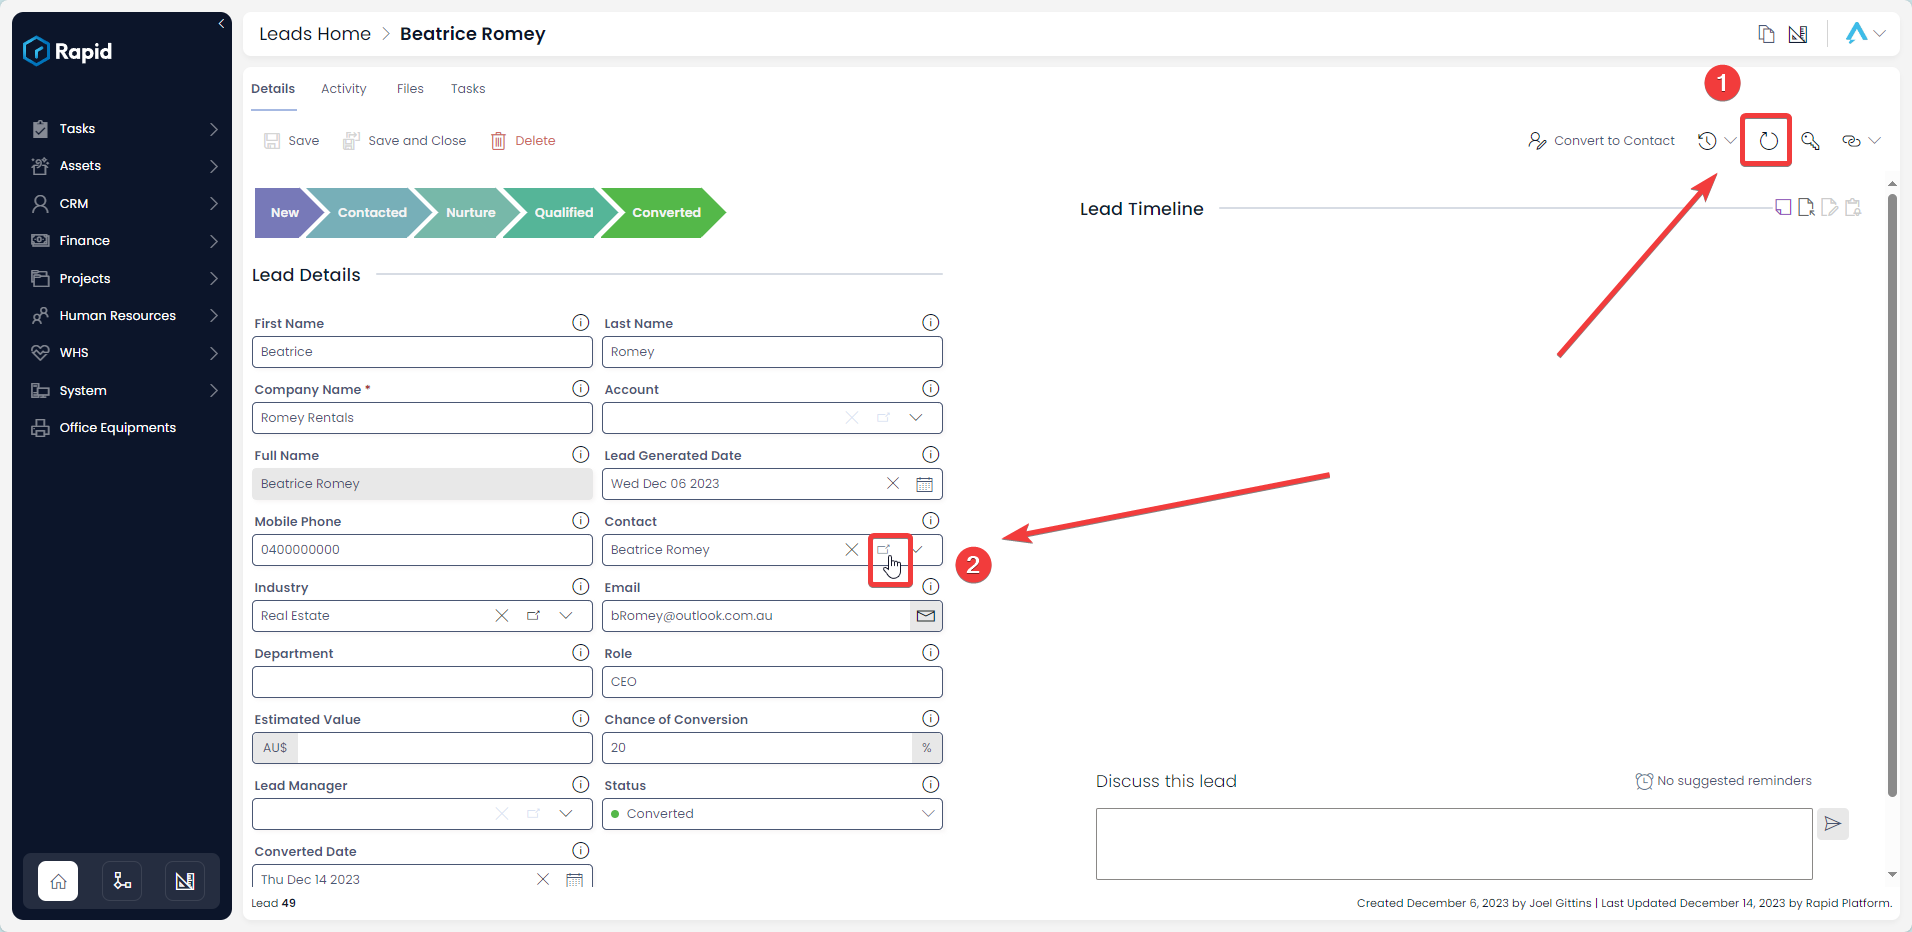 Rapid
Tasks
Assets
CRM
Finance
Projects
Human Resources
WHS
System
Office Equipments
Leads Home > Beatrice Romey
Details Activity Files Tasks
1
Save Save and Close Delete
Convert to Contact
New Contacted Nurture Qualified Converted
Lead Timeline
Lead Details
First Name Last Name
Beatrice Romey
Company Name * Account
Romey Rentals
Full Name Lead Generated Date
Beatrice Romey Wed Dec 06 2023
Mobile Phone Contact
0400000000 Beatrice Romey
2
Industry Email
Real Estate bRomey@outlook.com.au
Department Role
CEO
Estimated Value Chance of Conversion
AU$ 20 %
Lead Manager Status
Converted
Converted Date
Thu Dec 14 2023
Discuss this lead No suggested reminders
Lead 49
Created December 6, 2023 by Joel Gittins | Last Updated December 14, 2023 by Rapid Platform.